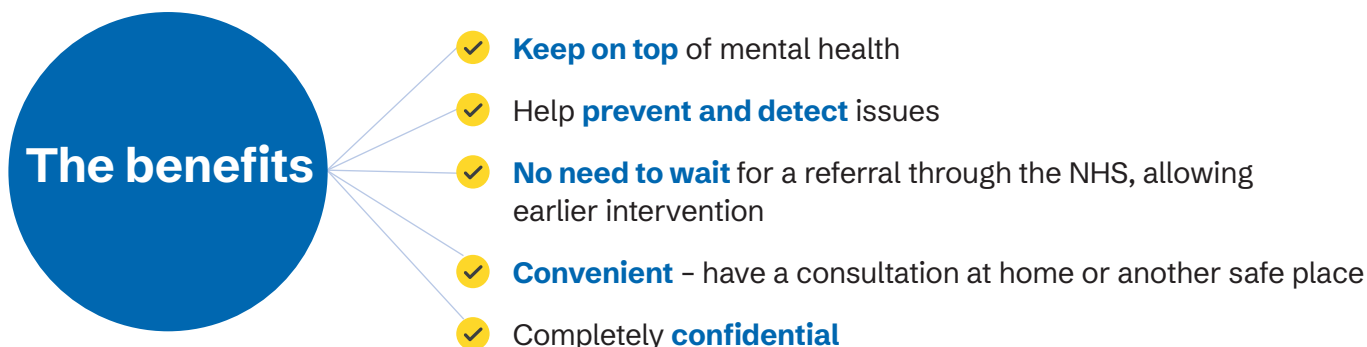 The benefits
Keep on top of mental health
Help prevent and detect issues
No need to wait for a referral through the NHS, allowing
earlier intervention
Convenient – have a consultation at home or another safe place
Completely confidential